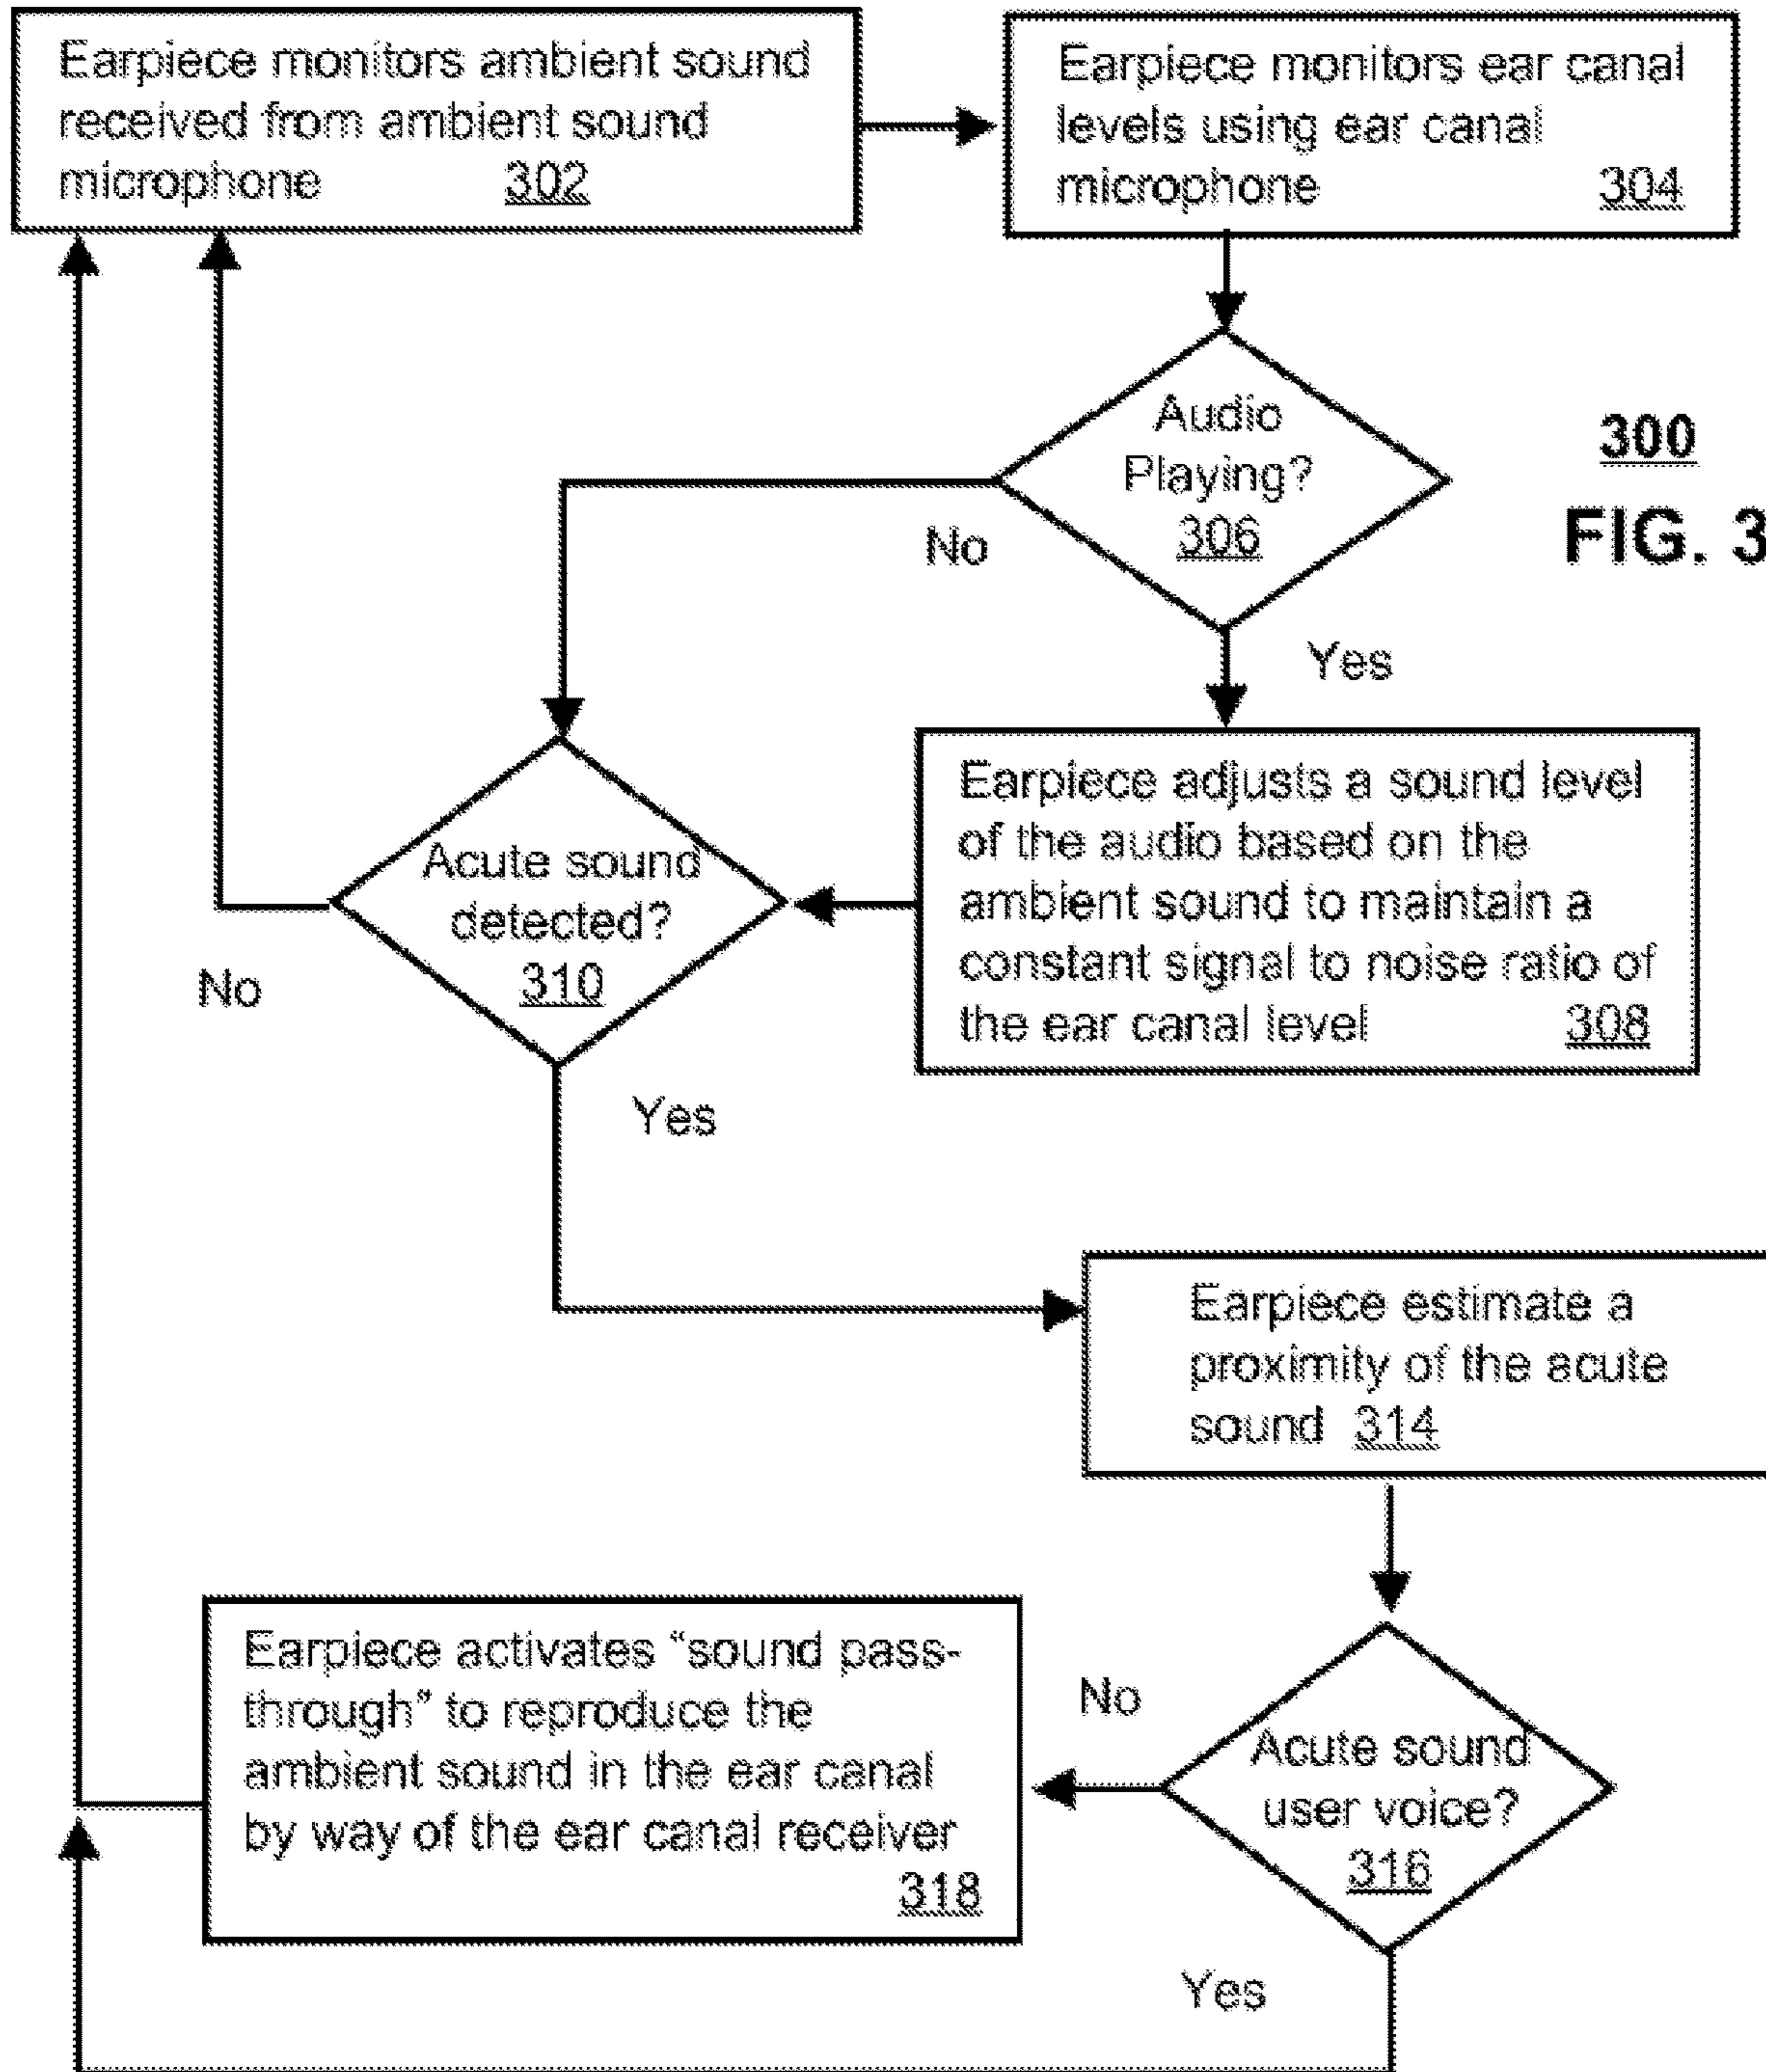 Earpiece monitors ambient sound
received from ambient sound
microphone 302
Earpiece monitors ear canal
levels using ear canal
microphone 304
Audio
Playing?
306
No
Yes
300
FIG. 3
Earpiece adjusts a sound level
of the audio based on the
ambient sound to maintain a
constant signal to noise ratio of
the ear canal level 308
Acute sound
detected?
310
No
Yes
Earpiece estimate a
proximity of the acute
sound 314
Acute sound
user voice?
316
No
Yes
Earpiece activates “sound pass-
through” to reproduce the
ambient sound in the ear canal
by way of the ear canal receiver
318